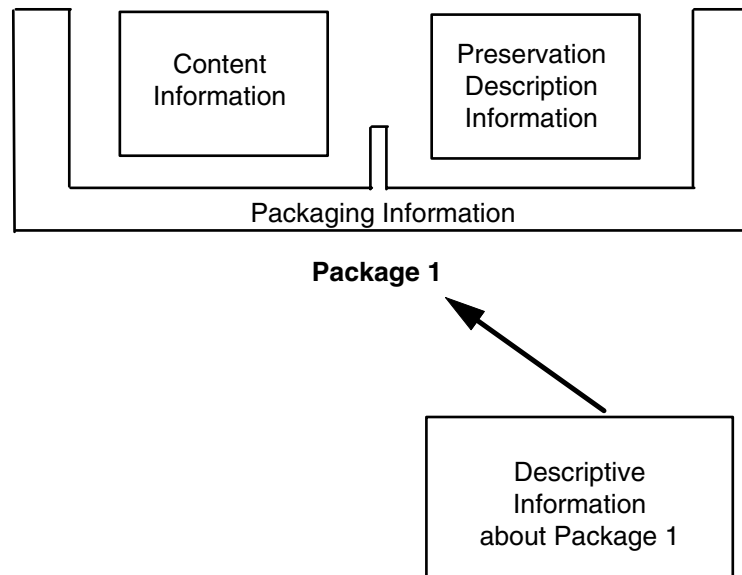 Content
Information
Preservation
Description
Information
Packaging Information
Package 1
Descriptive
Information
about Package 1